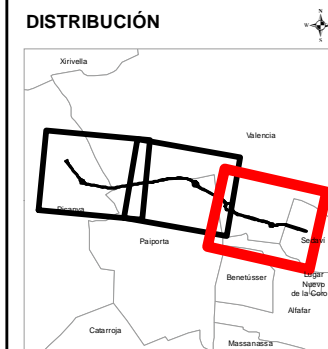 DISTRIBUCIÓN
N
W
S
Xirivella
Valencia
Picanya
Paiporta
Sedaví
Benetússer
Lugar
Nuevo
de la Coro
Alfafar
Catarroja
Massanassa